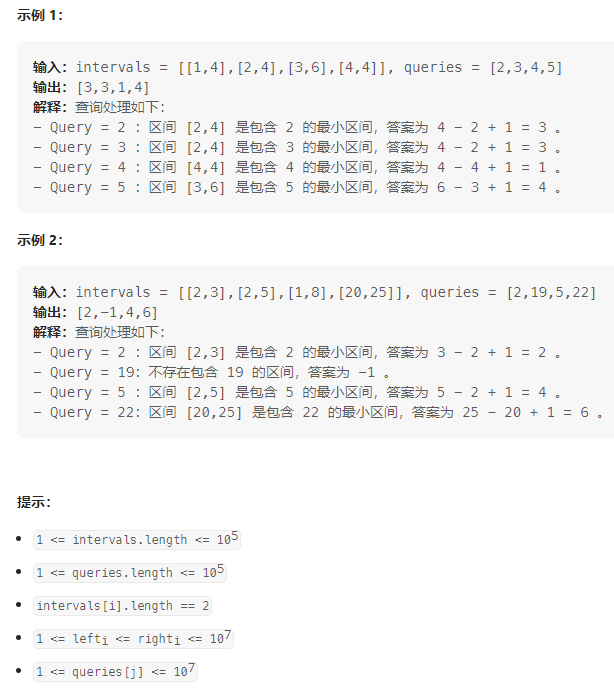 示例 1：
输入：intervals = [[1,4],[2,4],[3,6],[4,4]], queries = [2,3,4,5]
输出：[3,3,1,4]
解释：查询处理如下：
- Query = 2 ：区间 [2,4] 是包含 2 的最小区间，答案为 4 - 2 + 1 = 3 。
- Query = 3 ：区间 [2,4] 是包含 3 的最小区间，答案为 4 - 2 + 1 = 3 。
- Query = 4 ：区间 [4,4] 是包含 4 的最小区间，答案为 4 - 4 + 1 = 1 。
- Query = 5 ：区间 [3,6] 是包含 5 的最小区间，答案为 6 - 3 + 1 = 4 。
示例 2：
输入：intervals = [[2,3],[2,5],[1,8],[20,25]], queries = [2,19,5,22]
输出：[2,-1,4,6]
解释：查询处理如下：
- Query = 2 ：区间 [2,3] 是包含 2 的最小区间，答案为 3 - 2 + 1 = 2 。
- Query = 19：不存在包含 19 的区间，答案为 -1 。
- Query = 5 ：区间 [2,5] 是包含 5 的最小区间，答案为 5 - 2 + 1 = 4 。
- Query = 22：区间 [20,25] 是包含 22 的最小区间，答案为 25 - 20 + 1 = 6 。
提示：
• 1 <= intervals.length <= 10⁵
• 1 <= queries.length <= 10⁵
• intervals[i].length == 2
• 1 <= leftᵢ <= rightᵢ <= 10⁷
• 1 <= queries[j] <= 10⁷